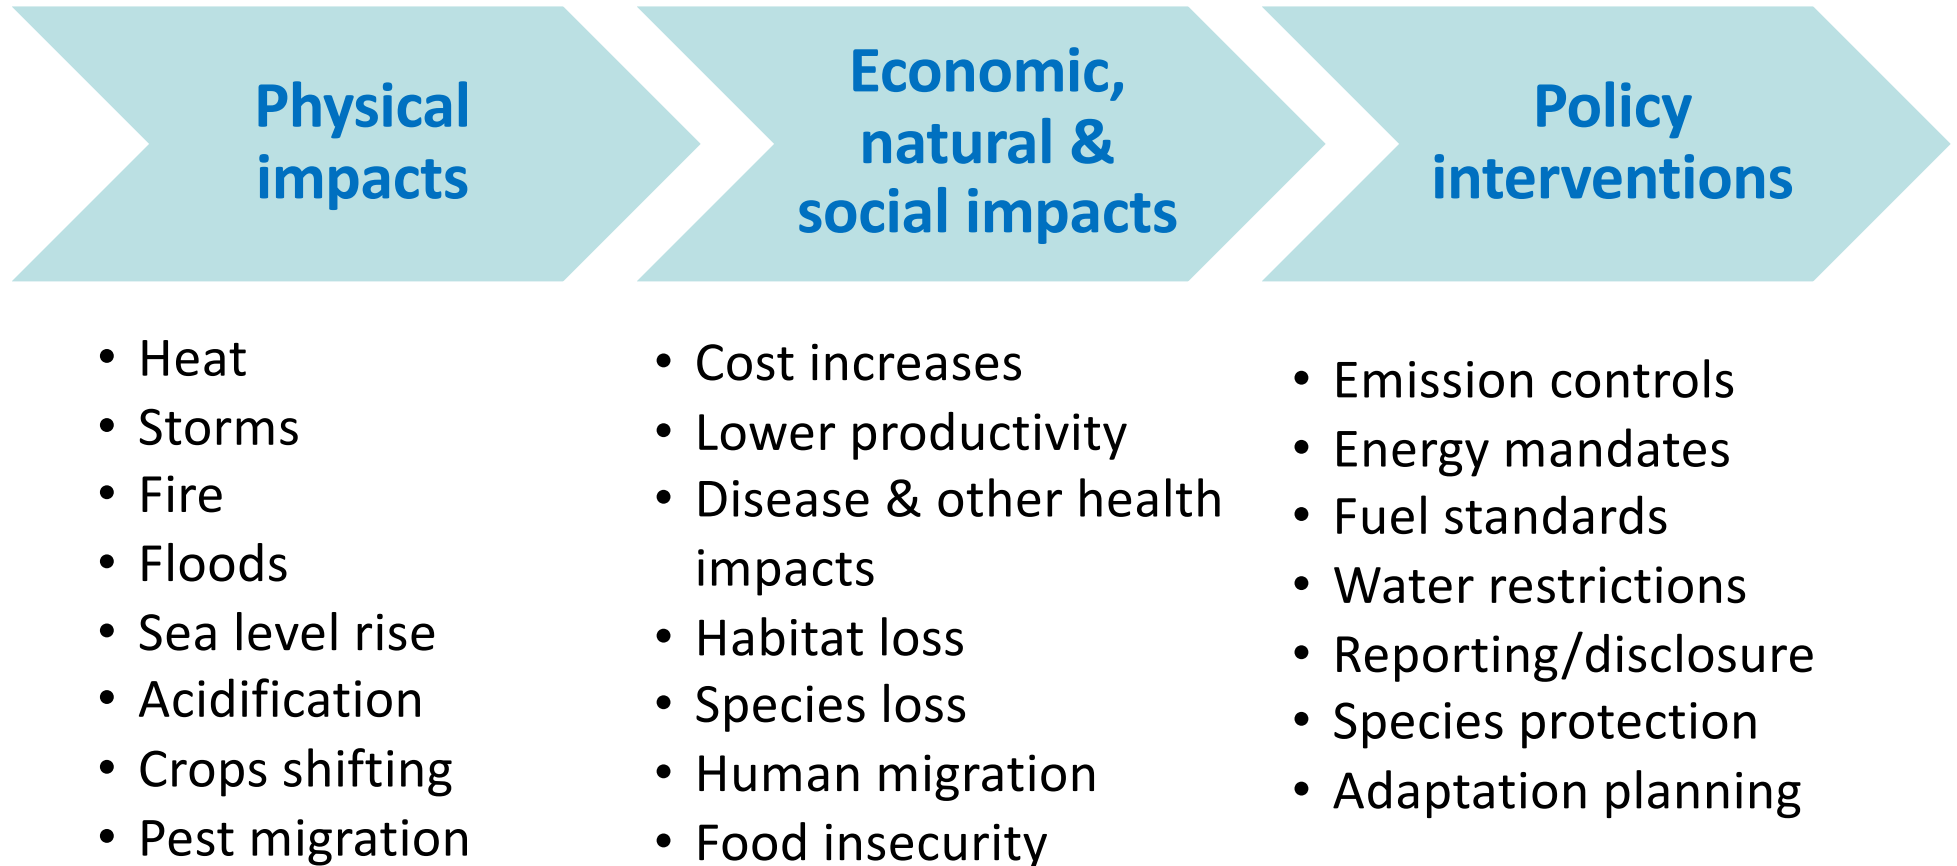 Physical
impacts
Economic,
natural &
social impacts
Policy
interventions
• Heat
• Storms
• Fire
• Floods
• Sea level rise
• Acidification
• Crops shifting
• Pest migration
• Cost increases
• Lower productivity
• Disease & other health
impacts
• Habitat loss
• Species loss
• Human migration
• Food insecurity
• Emission controls
• Energy mandates
• Fuel standards
• Water restrictions
• Reporting/disclosure
• Species protection
• Adaptation planning